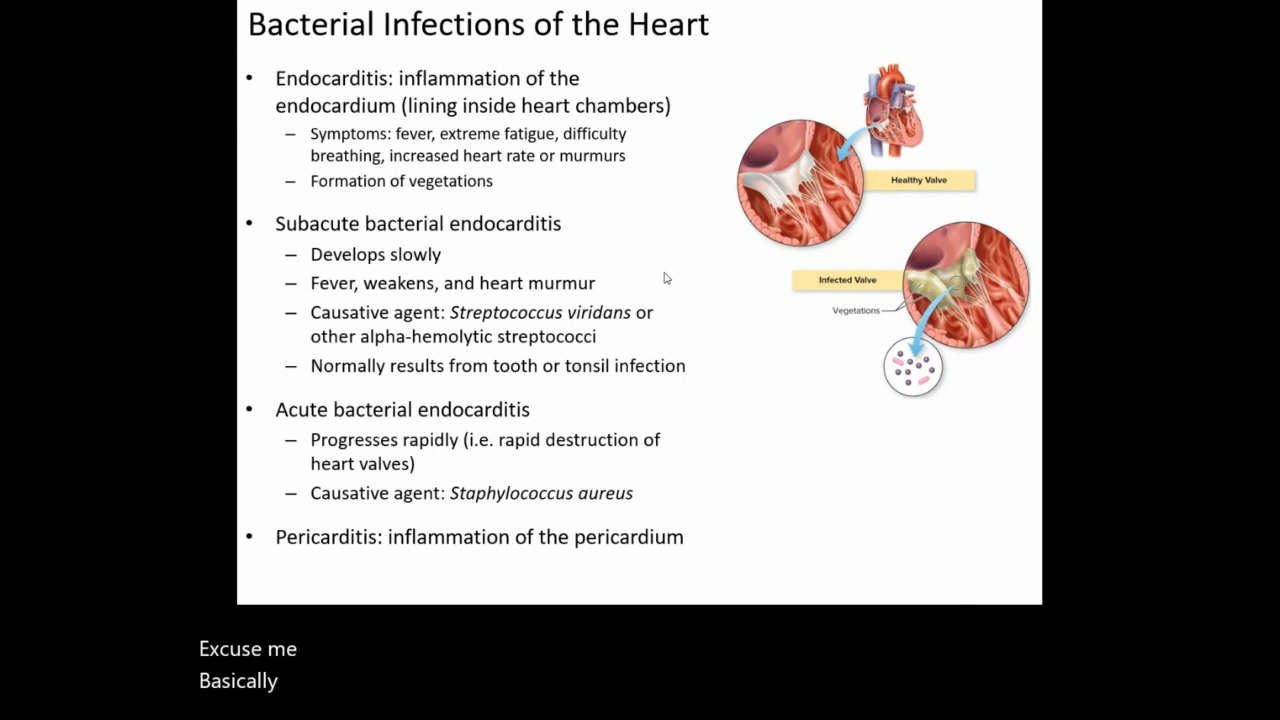 Bacterial Infections of the Heart
• Endocarditis: inflammation of the
endocardium (lining inside heart chambers)
– Symptoms: fever, extreme fatigue, difficulty
breathing, increased heart rate or murmurs
– Formation of vegetations
• Subacute bacterial endocarditis
– Develops slowly
– Fever, weakens, and heart murmur
– Causative agent: Streptococcus viridans or
other alpha-hemolytic streptococci
– Normally results from tooth or tonsil infection
• Acute bacterial endocarditis
– Progresses rapidly (i.e. rapid destruction of
heart valves)
– Causative agent: Staphylococcus aureus
• Pericarditis: inflammation of the pericardium
Healthy Valve
Infected Valve
Vegetations
Excuse me
Basically